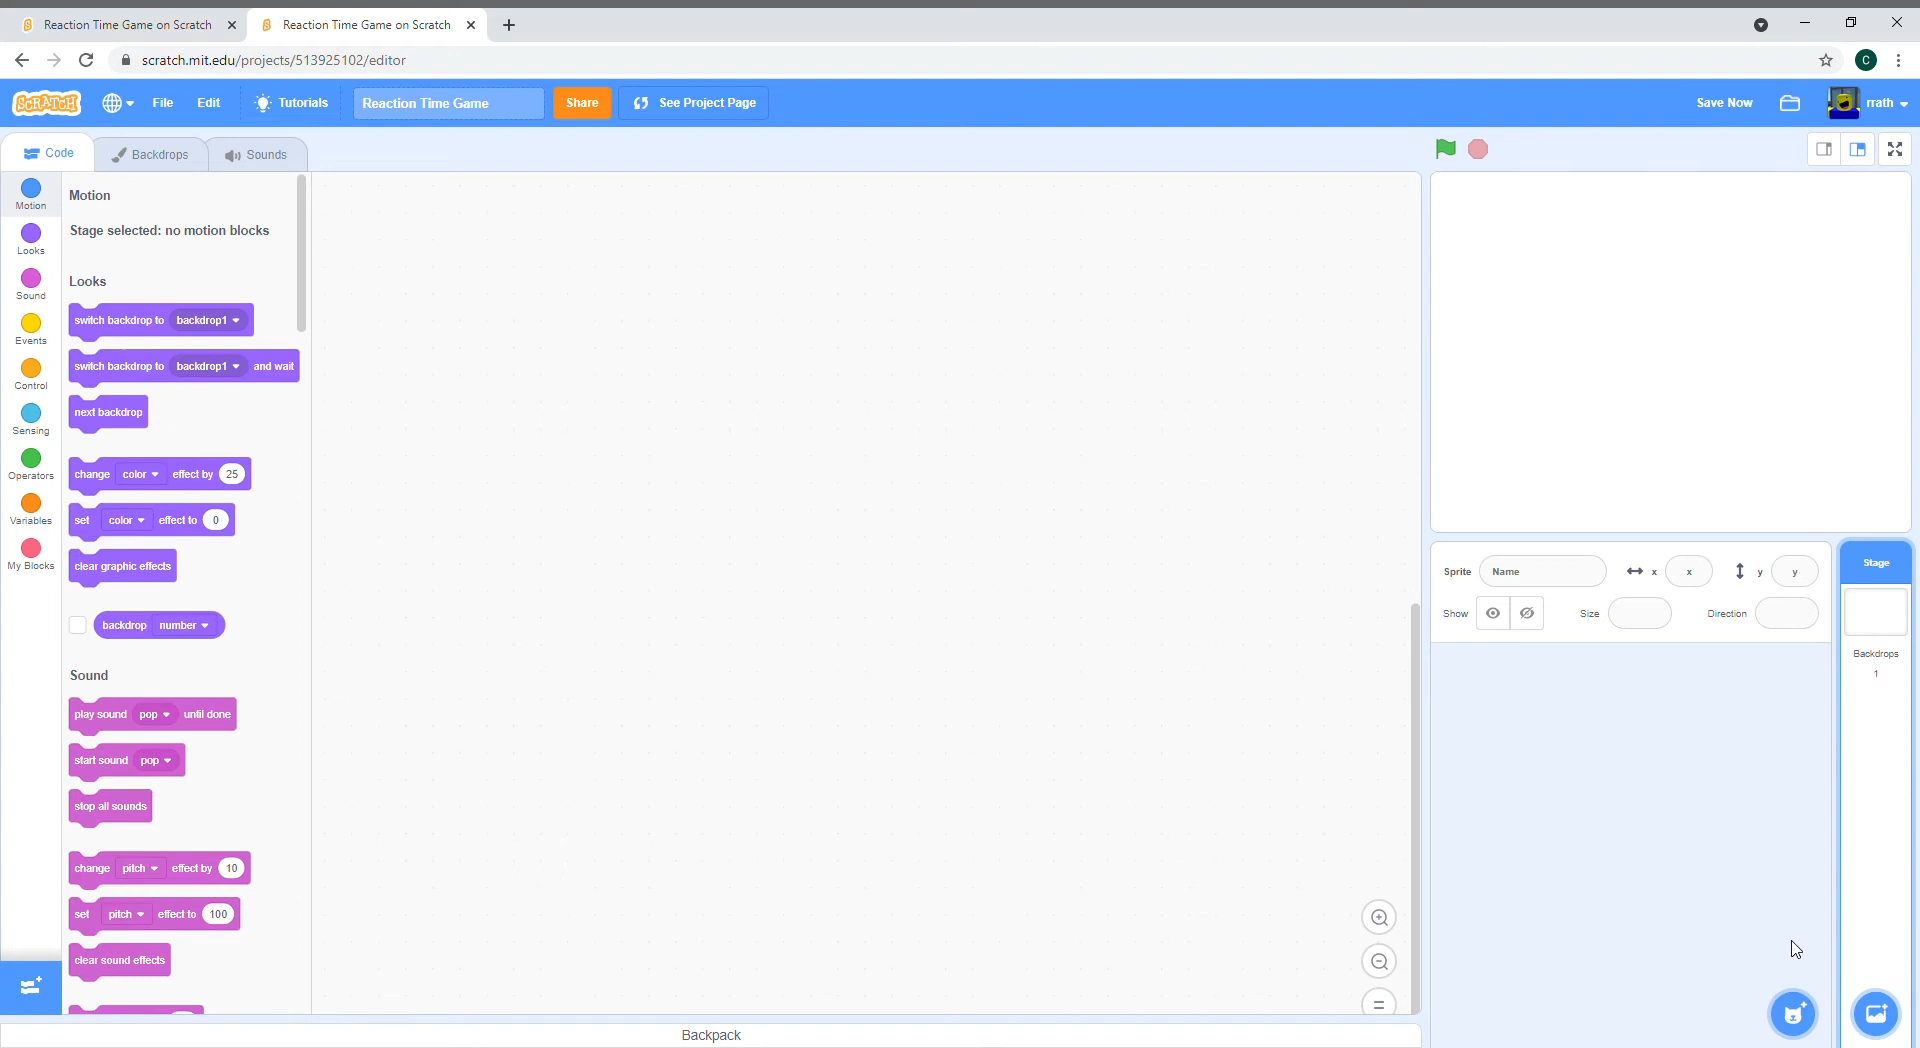 Reaction Time Game on Scratch
Reaction Time Game on Scratch
scratch.mit.edu/projects/513925102/editor
C
SCRATCH
File
Edit
Tutorials
Reaction Time Game
Share
See Project Page
Save Now
rrath
Code
Backdrops
Sounds
Motion
Looks
Sound
Events
Control
Sensing
Operators
Variables
My Blocks
Motion
Stage selected: no motion blocks
Looks
switch backdrop to backdrop1
switch backdrop to backdrop1 and wait
next backdrop
change color effect by 25
set color effect to 0
clear graphic effects
backdrop number
Sound
play sound pop until done
start sound pop
stop all sounds
change pitch effect by 10
set pitch effect to 100
clear sound effects
Backpack
Sprite Name x x y y
Show Size Direction
Stage
Backdrops
1